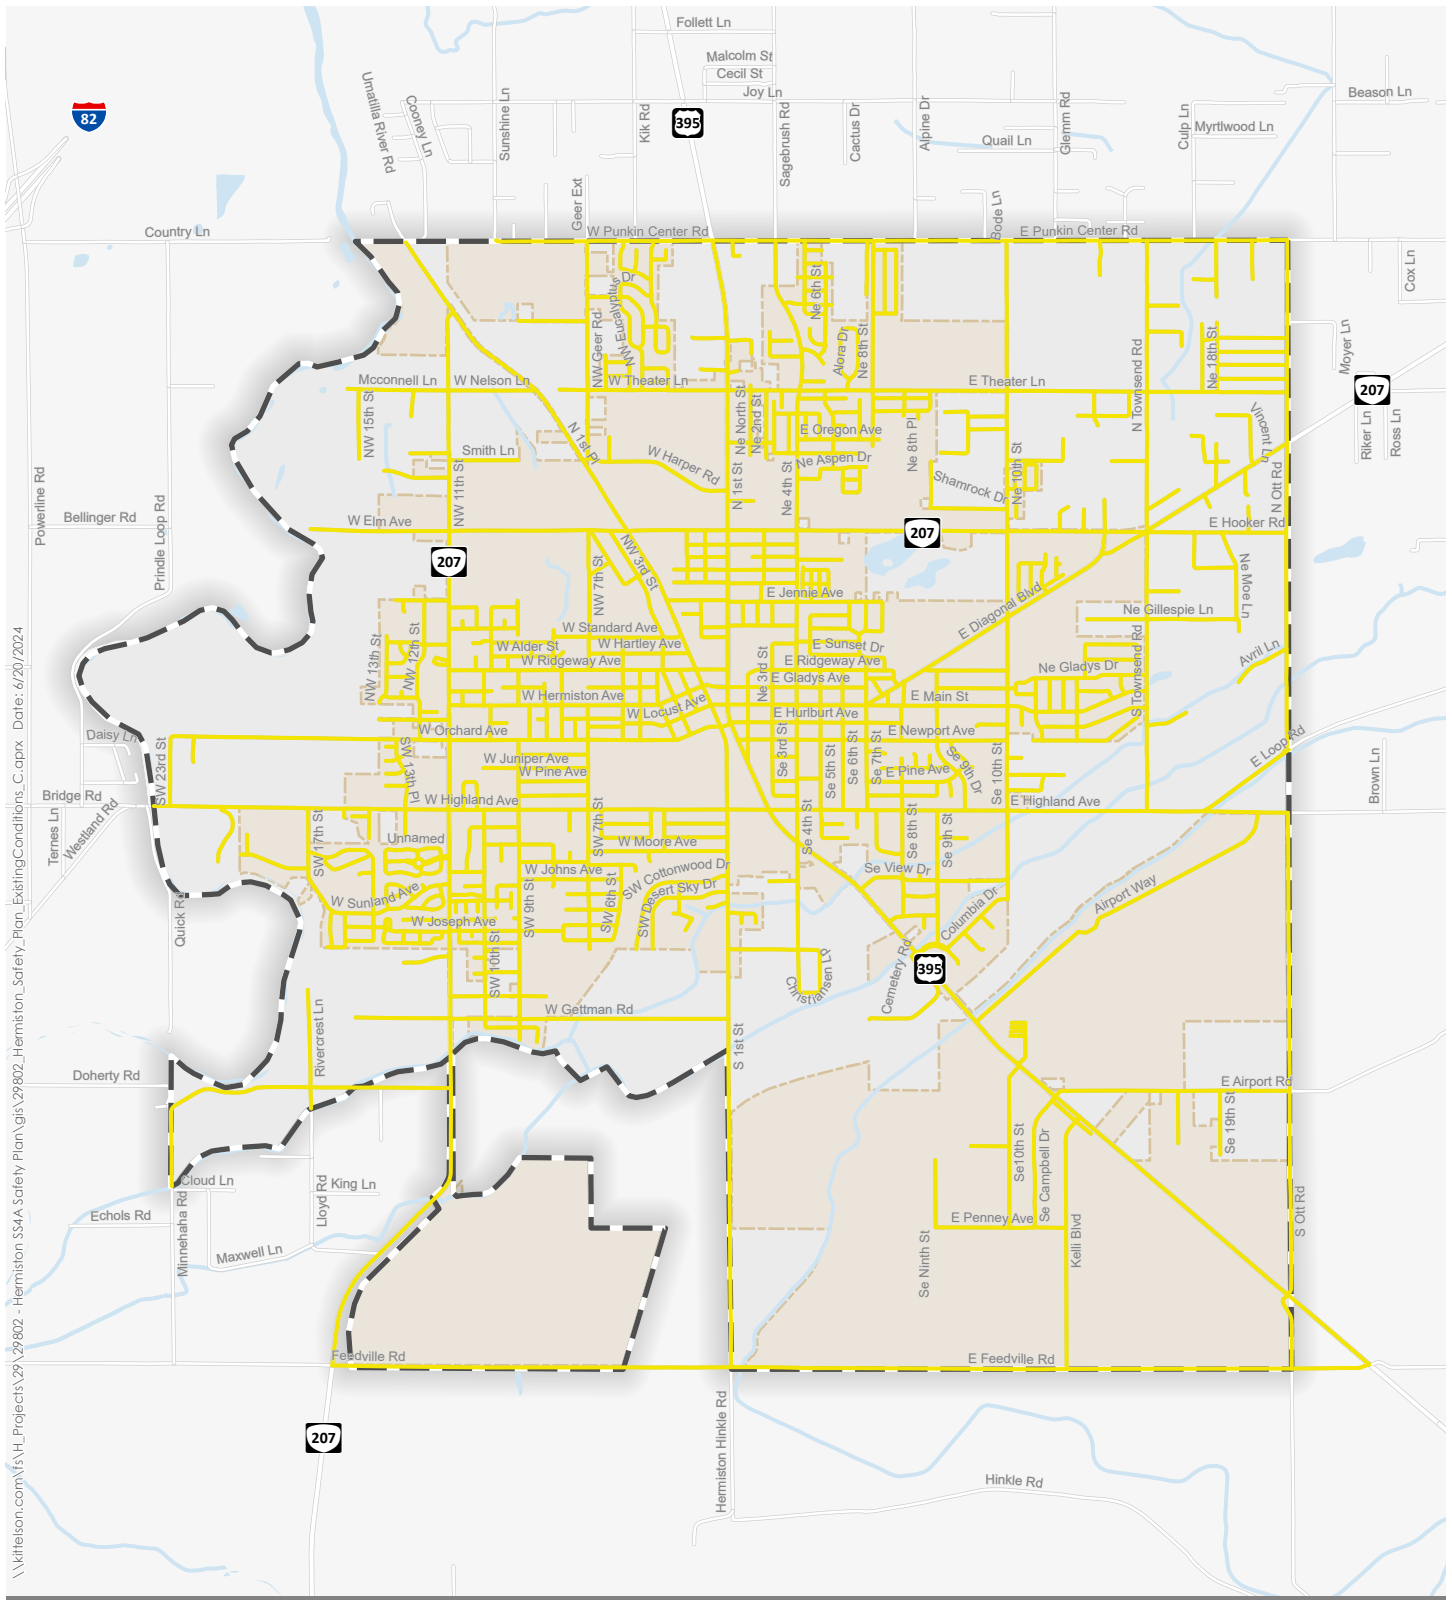 Follett Ln
Malcolm St
Cecil St
Joy Ln
Beason Ln
82
395
Umatilla River Rd
Cooney Ln
Sunshine Ln
Kik Rd
Sagebrush Rd
Cactus Dr
Alpine Dr
Quail Ln
Glemm Rd
Culp Ln
Myrtlwood Ln
Geer Ext
Bode Ln
Country Ln
W Punkin Center Rd
E Punkin Center Rd
Cox Ln
NW Eucalyptus Dr
Ne 6th St
NW Geer Rd
Alora Dr
Ne 8th St
N Townsend Rd
Ne 18th St
Moyer Ln
Mcconnell Ln
W Nelson Ln
W Theater Ln
E Theater Ln
207
NW 15th St
N 1st Pl
Ne North St
Ne 2nd St
E Oregon Ave
Ne 8th Pl
Vincent Ln
Riker Ln
Ross Ln
Smith Ln
W Harper Rd
Ne Aspen Dr
Powerline Rd
Prindle Loop Rd
NW 11th St
N 1st St
Ne 4th St
Shamrock Dr
Ne 10th St
N Ott Rd
Bellinger Rd
W Elm Ave
E Hooker Rd
207
207
NW 7th St
NW 3rd St
E Jennie Ave
E Diagonal Blvd
Ne Moe Ln
Ne Gillespie Ln
NW 13th St
NW 12th St
W Standard Ave
W Alder St
W Hartley Ave
E Sunset Dr
W Ridgeway Ave
E Ridgeway Ave
Ne 3rd St
E Gladys Ave
Ne Gladys Dr
Avril Ln
W Hermiston Ave
E Main St
S Townsend Rd
W Locust Ave
E Hurlburt Ave
W Orchard Ave
E Newport Ave
Daisy Ln
SW 23rd St
SW 13th Pl
W Juniper Ave
W Pine Ave
Se 3rd St
Se 5th St
Se 6th St
Se 7th St
E Pine Ave
Se 9th Dr
Se 10th St
E Loop Rd
Brown Ln
Bridge Rd
W Highland Ave
E Highland Ave
Ternes Ln
Westland Rd
SW 17th St
Unnamed
SW 7th St
W Moore Ave
Se 4th St
Se 8th St
Se 9th St
W Johns Ave
SW Cottonwood Dr
Se View Dr
W Sunland Ave
SW 9th St
SW 6th St
SW Desert Sky Dr
Columbia Dr
Airport Way
Quick Rd
W Joseph Ave
SW 10th St
Christiansen Lp
Cemetery Rd
395
Rivercrest Ln
W Gettman Rd
S 1st St
Doherty Rd
E Airport Rd
Se10th St
Se Campbell Dr
Se 19th St
Cloud Ln
King Ln
Echols Rd
Minnehaha Rd
Lloyd Rd
Maxwell Ln
E Penney Ave
Se Ninth St
Kelli Blvd
S Ott Rd
Feedville Rd
E Feedville Rd
207
Hermiston Hinkle Rd
Hinkle Rd
\\kittelson.com\fs\H_Projects\29\29802 - Hermiston SS4A Safety Plan\gis\29802_Hermiston_Safety_Plan_ExistingConditions_C.aprx Date: 6/20/2024